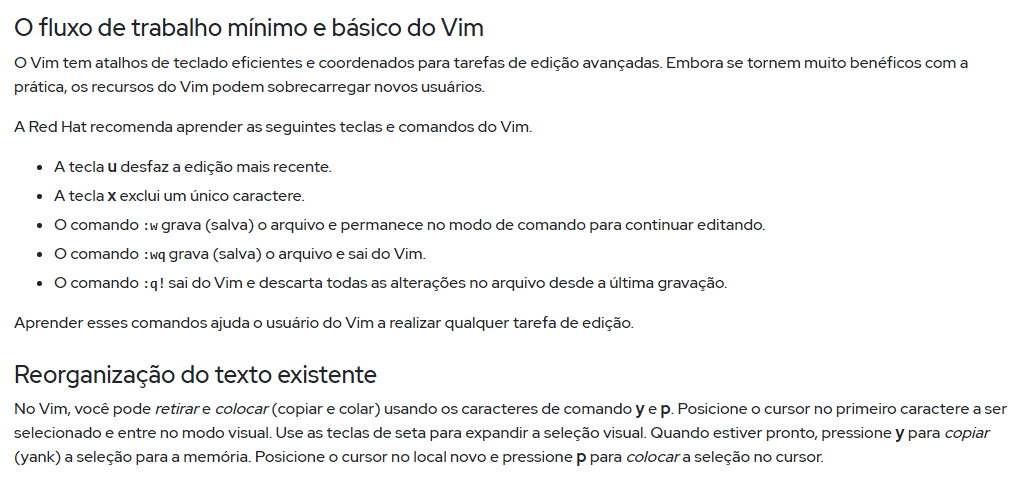 O fluxo de trabalho mínimo e básico do Vim
O Vim tem atalhos de teclado eficientes e coordenados para tarefas de edição avançadas. Embora se tornem muito benéficos com a
prática, os recursos do Vim podem sobrecarregar novos usuários.
A Red Hat recomenda aprender as seguintes teclas e comandos do Vim.
• A tecla u desfaz a edição mais recente.
• A tecla x exclui um único caractere.
• O comando :w grava (salva) o arquivo e permanece no modo de comando para continuar editando.
• O comando :wq grava (salva) o arquivo e sai do Vim.
• O comando :q! sai do Vim e descarta todas as alterações no arquivo desde a última gravação.
Aprender esses comandos ajuda o usuário do Vim a realizar qualquer tarefa de edição.
Reorganização do texto existente
No Vim, você pode retirar e colocar (copiar e colar) usando os caracteres de comando y e p. Posicione o cursor no primeiro caractere a ser
selecionado e entre no modo visual. Use as teclas de seta para expandir a seleção visual. Quando estiver pronto, pressione y para copiar
(yank) a seleção para a memória. Posicione o cursor no local novo e pressione p para colocar a seleção no cursor.